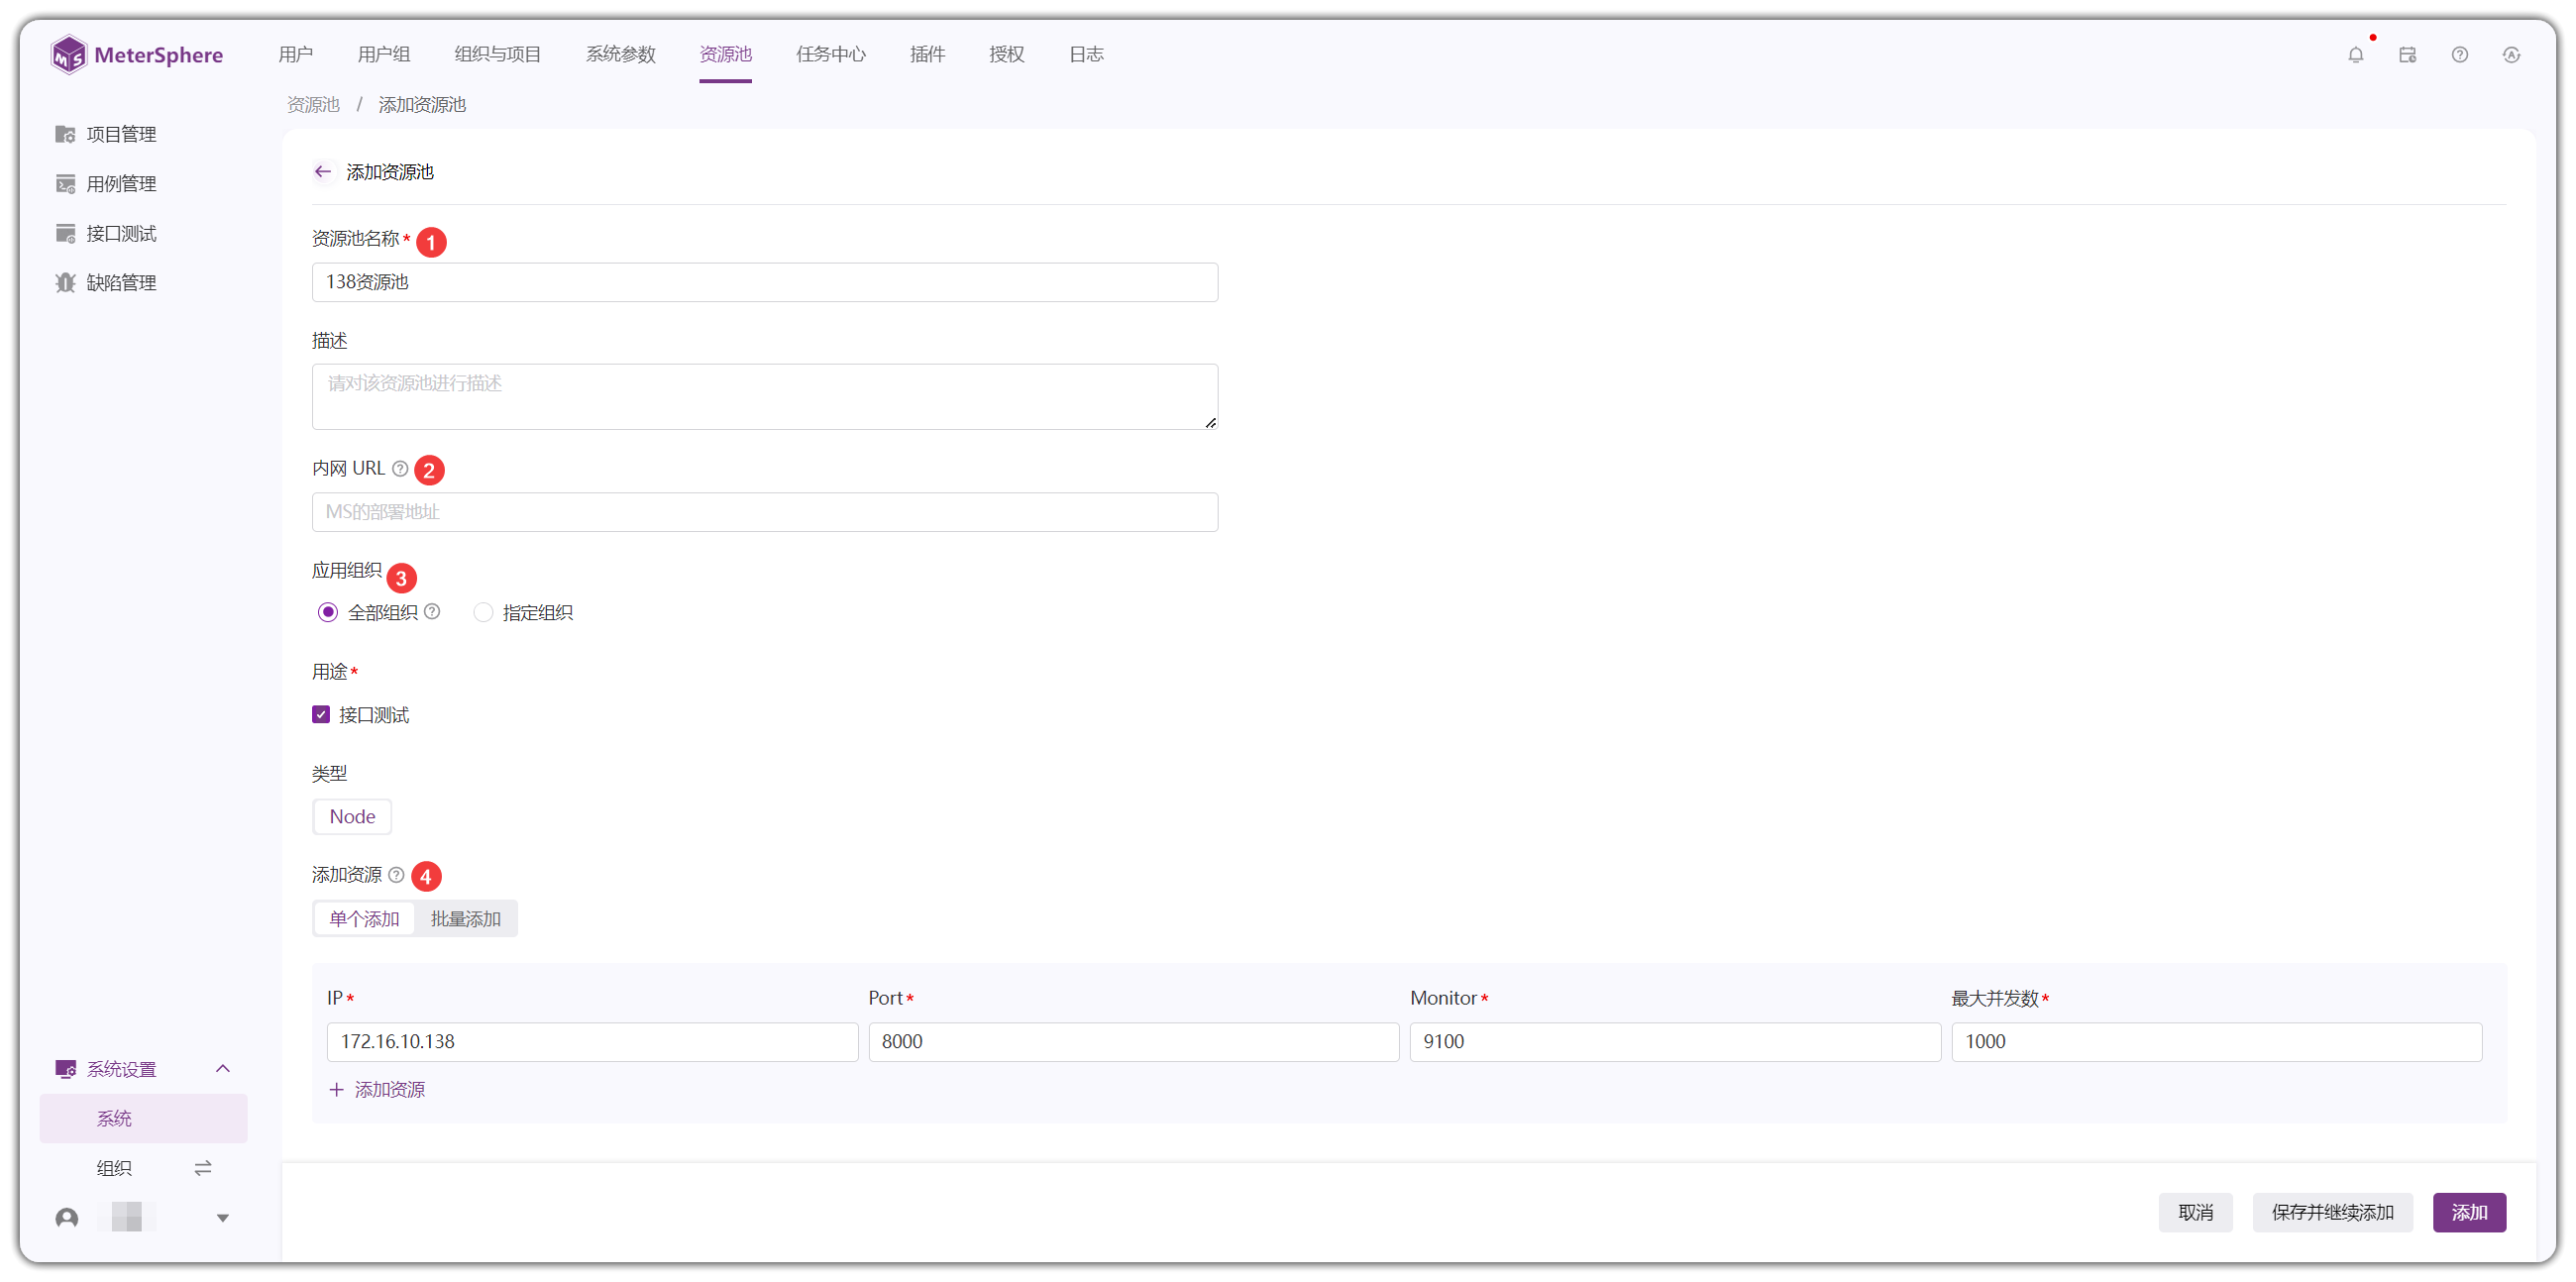 MeterSphere
用户 用户组 组织与项目 系统参数 资源池 任务中心 插件 授权 日志
资源池 / 添加资源池
项目管理
用例管理
接口测试
缺陷管理
添加资源池
资源池名称* 1
138资源池
描述
请对该资源池进行描述
内网 URL ? 2
MS的部署地址
应用组织 3
全部组织 ? 指定组织
用途*
接口测试
类型
Node
添加资源 ? 4
单个添加 批量添加
IP* Port* Monitor* 最大并发数*
172.16.10.138 8000 9100 1000
+ 添加资源
系统设置
系统
组织
取消 保存并继续添加 添加